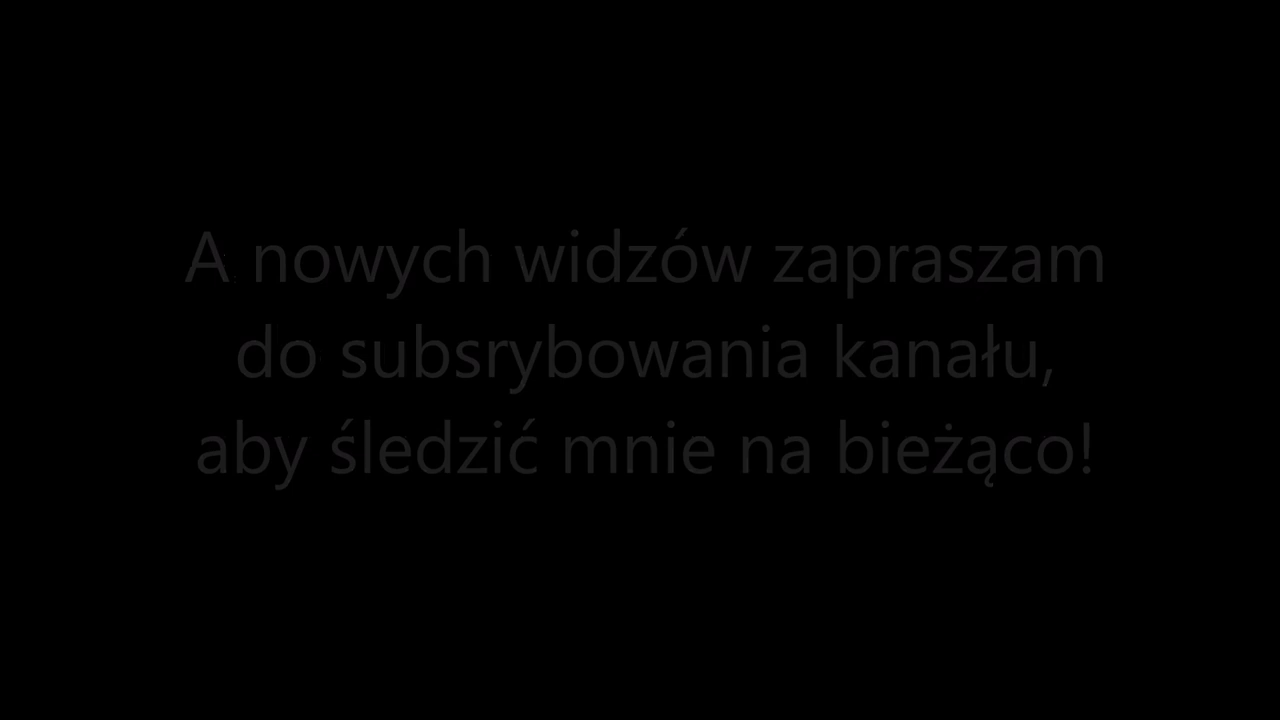 A nowych widzów zapraszam
do subsrybowania kanału,
aby śledzić mnie na bieżąco!